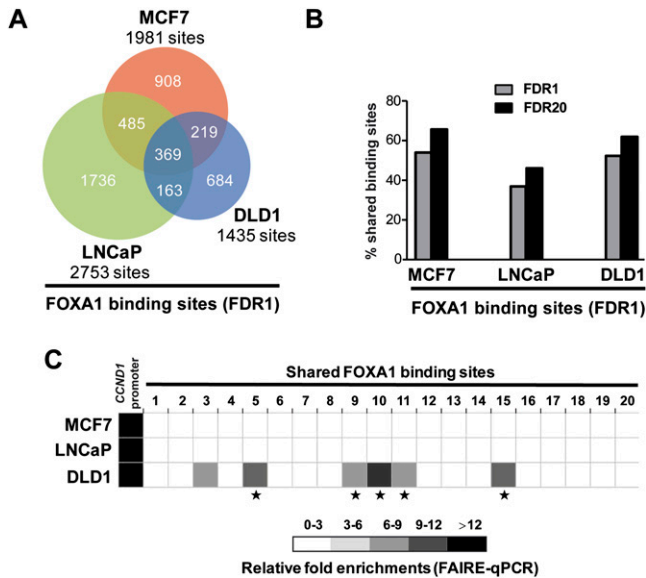 A
MCF7
1981 sites
908
485
219
369
1736
163
684
DLD1
1435 sites
LNCaP
2753 sites
FOXA1 binding sites (FDR1)
B
FDR1
FDR20
% shared binding sites
80
60
40
20
0
MCF7 LNCaP DLD1
FOXA1 binding sites (FDR1)
C
CCND1
promoter
Shared FOXA1 binding sites
1 2 3 4 5 6 7 8 9 10 11 12 13 14 15 16 17 18 19 20
MCF7
LNCaP
DLD1
★ ★ ★ ★ ★
0-3 3-6 6-9 9-12 >12
Relative fold enrichments (FAIRE-qPCR)